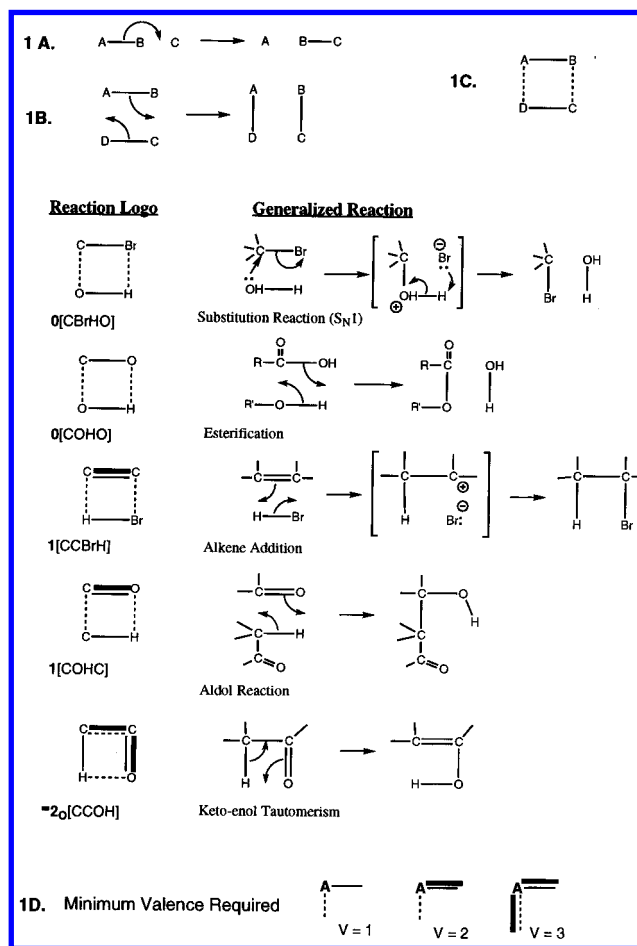 1 A. A B C A B C
1B. A B D C A D B C
1C. A B D C
Reaction Logo Generalized Reaction
C Br O H
0[CBrHO]
C Br OH H
C ⊖ Br OH H ⊕
C Br OH H
Substitution Reaction (SN1)
C O O H
0[COHO]
O R C OH R' O H
O R C O R' OH H
Esterification
C C H Br
1[CCBrH]
C C H Br
C C ⊕ H ⊖ Br:
C C H Br
Alkene Addition
C O C H
1[COHC]
C O C H C O
C O H C C O
Aldol Reaction
C C H O
=2O[CCOH]
C C H O
C C H O
Keto-enol Tautomerism
1D. Minimum Valence Required
A A A
V = 1 V = 2 V = 3